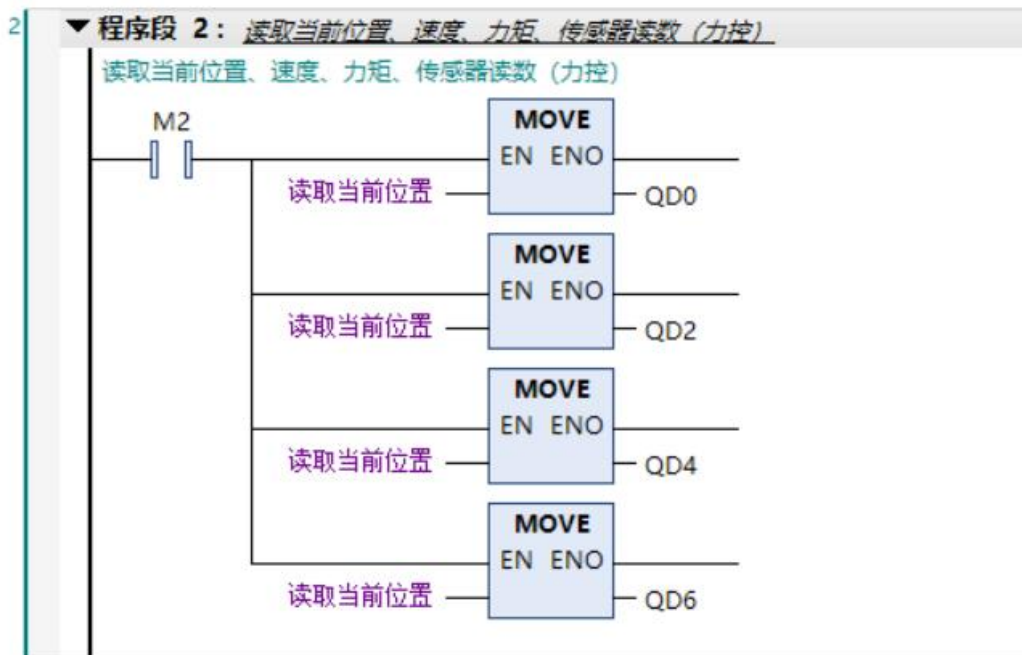 2
程序段 2：读取当前位置、速度、力矩、传感器读数（力控）
读取当前位置、速度、力矩、传感器读数（力控）
M2
MOVE
EN ENO
读取当前位置
QD0
MOVE
EN ENO
读取当前位置
QD2
MOVE
EN ENO
读取当前位置
QD4
MOVE
EN ENO
读取当前位置
QD6